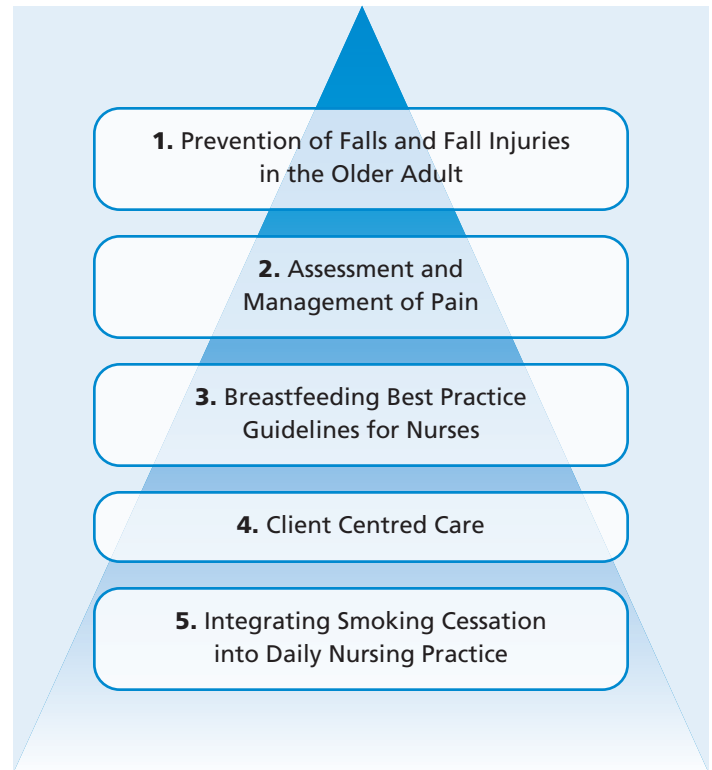 1. Prevention of Falls and Fall Injuries
in the Older Adult
2. Assessment and
Management of Pain
3. Breastfeeding Best Practice
Guidelines for Nurses
4. Client Centred Care
5. Integrating Smoking Cessation
into Daily Nursing Practice